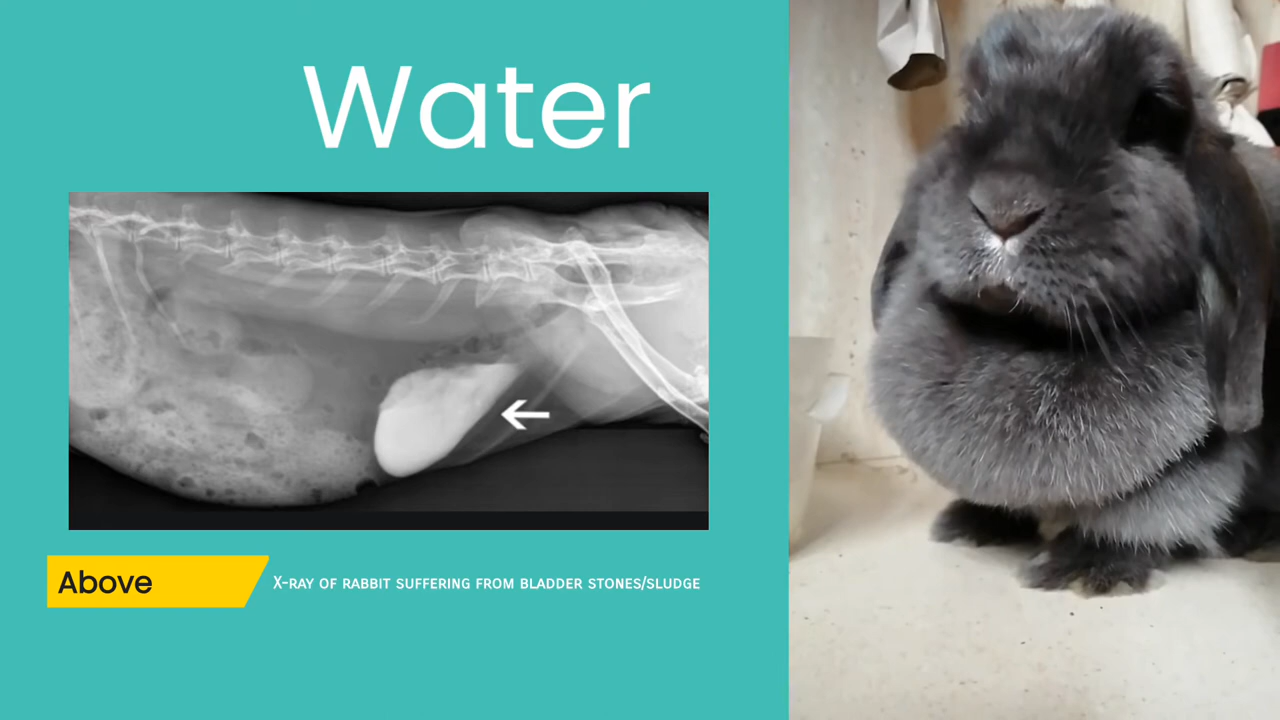 Water
Above
X-RAY OF RABBIT SUFFERING FROM BLADDER STONES/SLUDGE